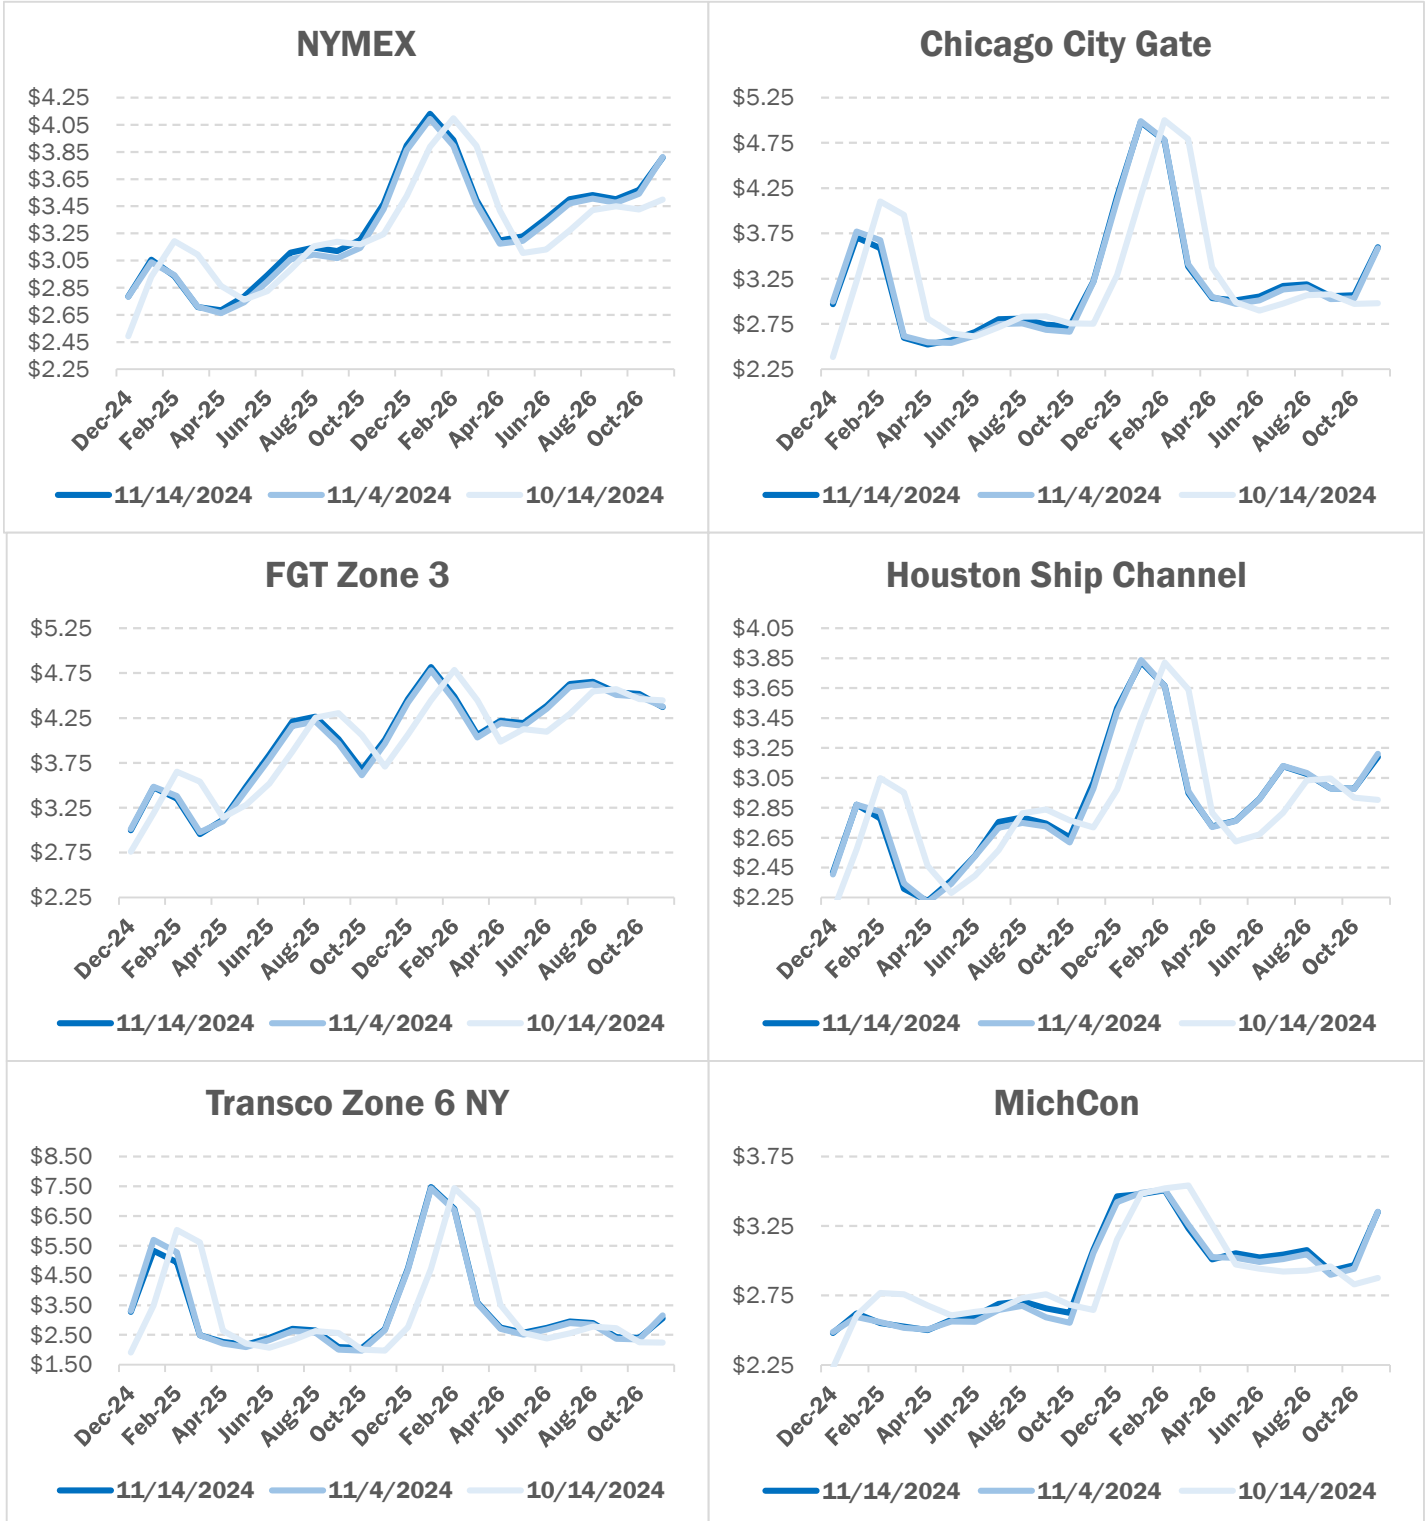 NYMEX
$4.25
$4.05
$3.85
$3.65
$3.45
$3.25
$3.05
$2.85
$2.65
$2.45
$2.25
Dec-24 Feb-25 Apr-25 Jun-25 Aug-25 Oct-25 Dec-25 Feb-26 Apr-26 Jun-26 Aug-26 Oct-26
11/14/2024 11/4/2024 10/14/2024
Chicago City Gate
$5.25
$4.75
$4.25
$3.75
$3.25
$2.75
$2.25
Dec-24 Feb-25 Apr-25 Jun-25 Aug-25 Oct-25 Dec-25 Feb-26 Apr-26 Jun-26 Aug-26 Oct-26
11/14/2024 11/4/2024 10/14/2024
FGT Zone 3
$5.25
$4.75
$4.25
$3.75
$3.25
$2.75
$2.25
Dec-24 Feb-25 Apr-25 Jun-25 Aug-25 Oct-25 Dec-25 Feb-26 Apr-26 Jun-26 Aug-26 Oct-26
11/14/2024 11/4/2024 10/14/2024
Houston Ship Channel
$4.05
$3.85
$3.65
$3.45
$3.25
$3.05
$2.85
$2.65
$2.45
$2.25
Dec-24 Feb-25 Apr-25 Jun-25 Aug-25 Oct-25 Dec-25 Feb-26 Apr-26 Jun-26 Aug-26 Oct-26
11/14/2024 11/4/2024 10/14/2024
Transco Zone 6 NY
$8.50
$7.50
$6.50
$5.50
$4.50
$3.50
$2.50
$1.50
Dec-24 Feb-25 Apr-25 Jun-25 Aug-25 Oct-25 Dec-25 Feb-26 Apr-26 Jun-26 Aug-26 Oct-26
11/14/2024 11/4/2024 10/14/2024
MichCon
$3.75
$3.25
$2.75
$2.25
Dec-24 Feb-25 Apr-25 Jun-25 Aug-25 Oct-25 Dec-25 Feb-26 Apr-26 Jun-26 Aug-26 Oct-26
11/14/2024 11/4/2024 10/14/2024